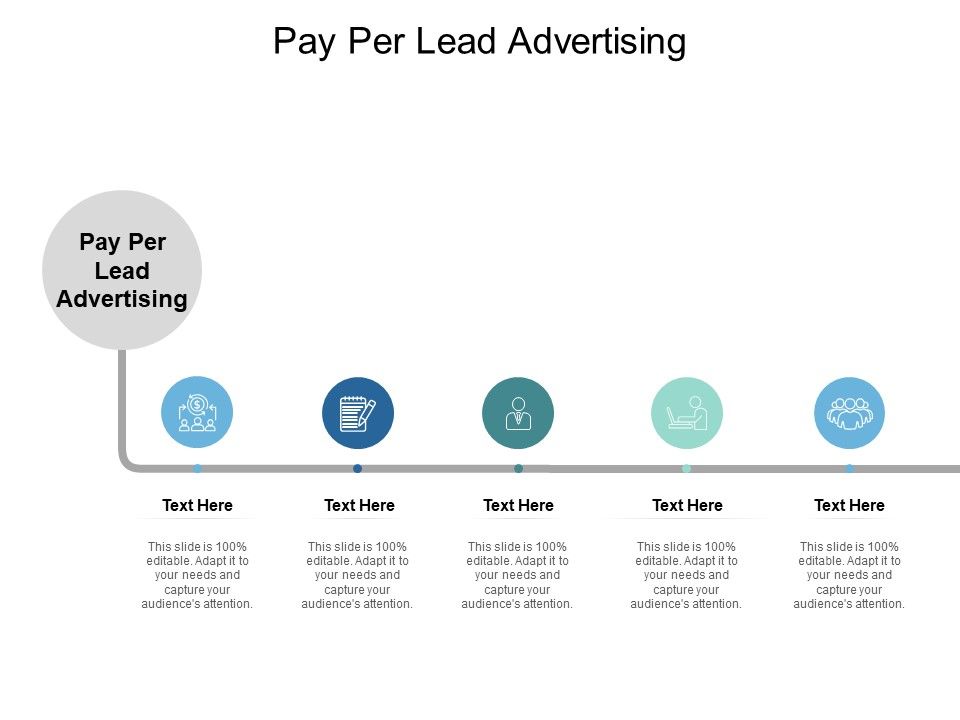 Pay Per Lead Advertising
Pay Per
Lead
Advertising
$
Text Here
This slide is 100%
editable. Adapt it to
your needs and
capture your
audience's attention.
Text Here
This slide is 100%
editable. Adapt it to
your needs and
capture your
audience's attention.
Text Here
This slide is 100%
editable. Adapt it to
your needs and
capture your
audience's attention.
Text Here
This slide is 100%
editable. Adapt it to
your needs and
capture your
audience's attention.
Text Here
This slide is 100%
editable. Adapt it to
your needs and
capture your
audience's attention.